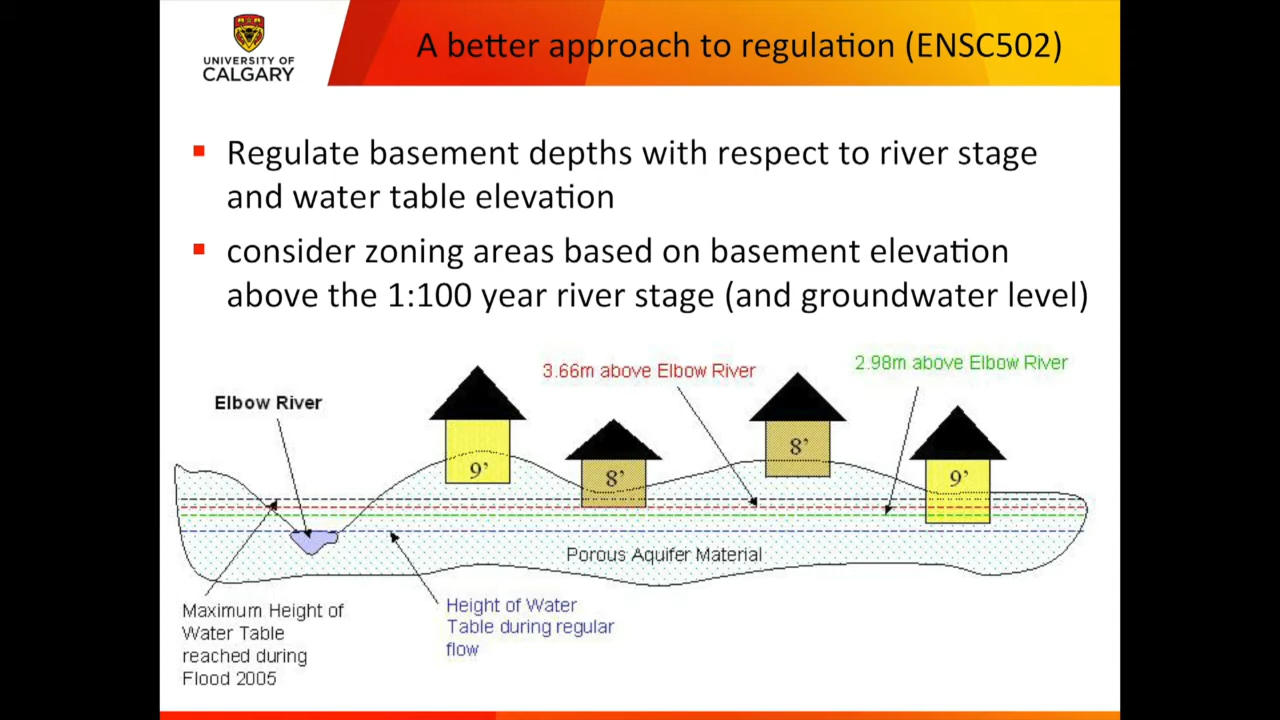 UNIVERSITY OF
CALGARY
A better approach to regulation (ENSC502)
Regulate basement depths with respect to river stage
and water table elevation
consider zoning areas based on basement elevation
above the 1:100 year river stage (and groundwater level)
Elbow River
3.66m above Elbow River
2.98m above Elbow River
9’
8’
8’
9’
Porous Aquifer Material
Maximum Height of
Water Table
reached during
Flood 2005
Height of Water
Table during regular
flow